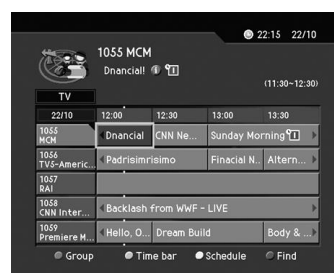 22:15 22/10
1055 MCM
Dnancial!
(11:30~12:30)
TV
22/10 12:00 12:30 13:00 13:30
1055 MCM Dnancial CNN Ne... Sunday Morning
1056 TV5-Americ... Padrisimrisimo Finacial N.. Altern...
1057 RAI
1058 CNN Inter... Backlash from WWF - LIVE
1059 Premiere M... Hello, O... Dream Build Body & ...
Group Time bar Schedule Find